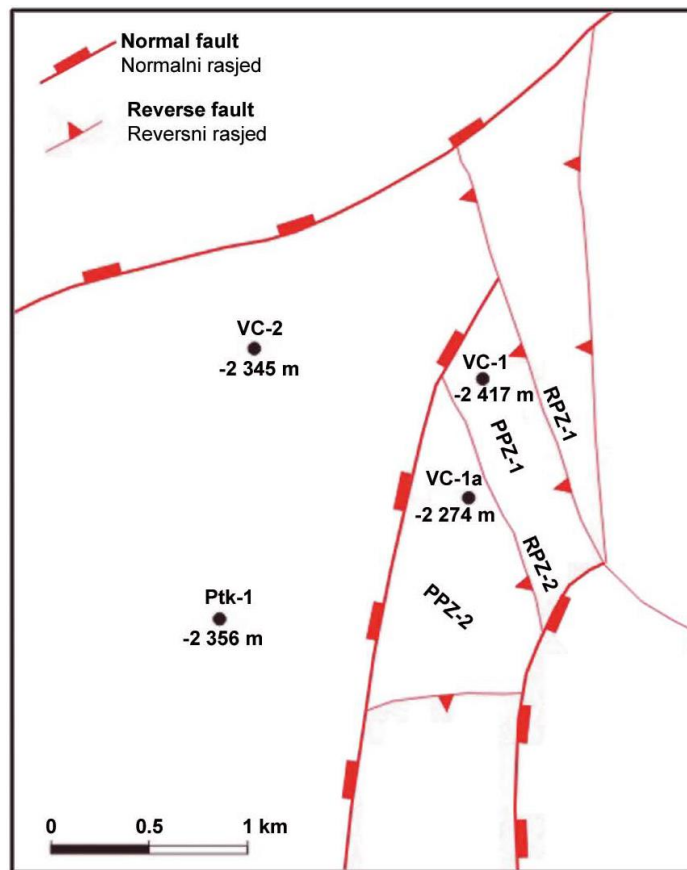 Normal fault
Normalni rasjed
Reverse fault
Reversni rasjed
VC-2
-2 345 m
VC-1
-2 417 m
RPZ-1
PPZ-1
VC-1a
-2 274 m
RPZ-2
PPZ-2
Ptk-1
-2 356 m
0 0.5 1 km